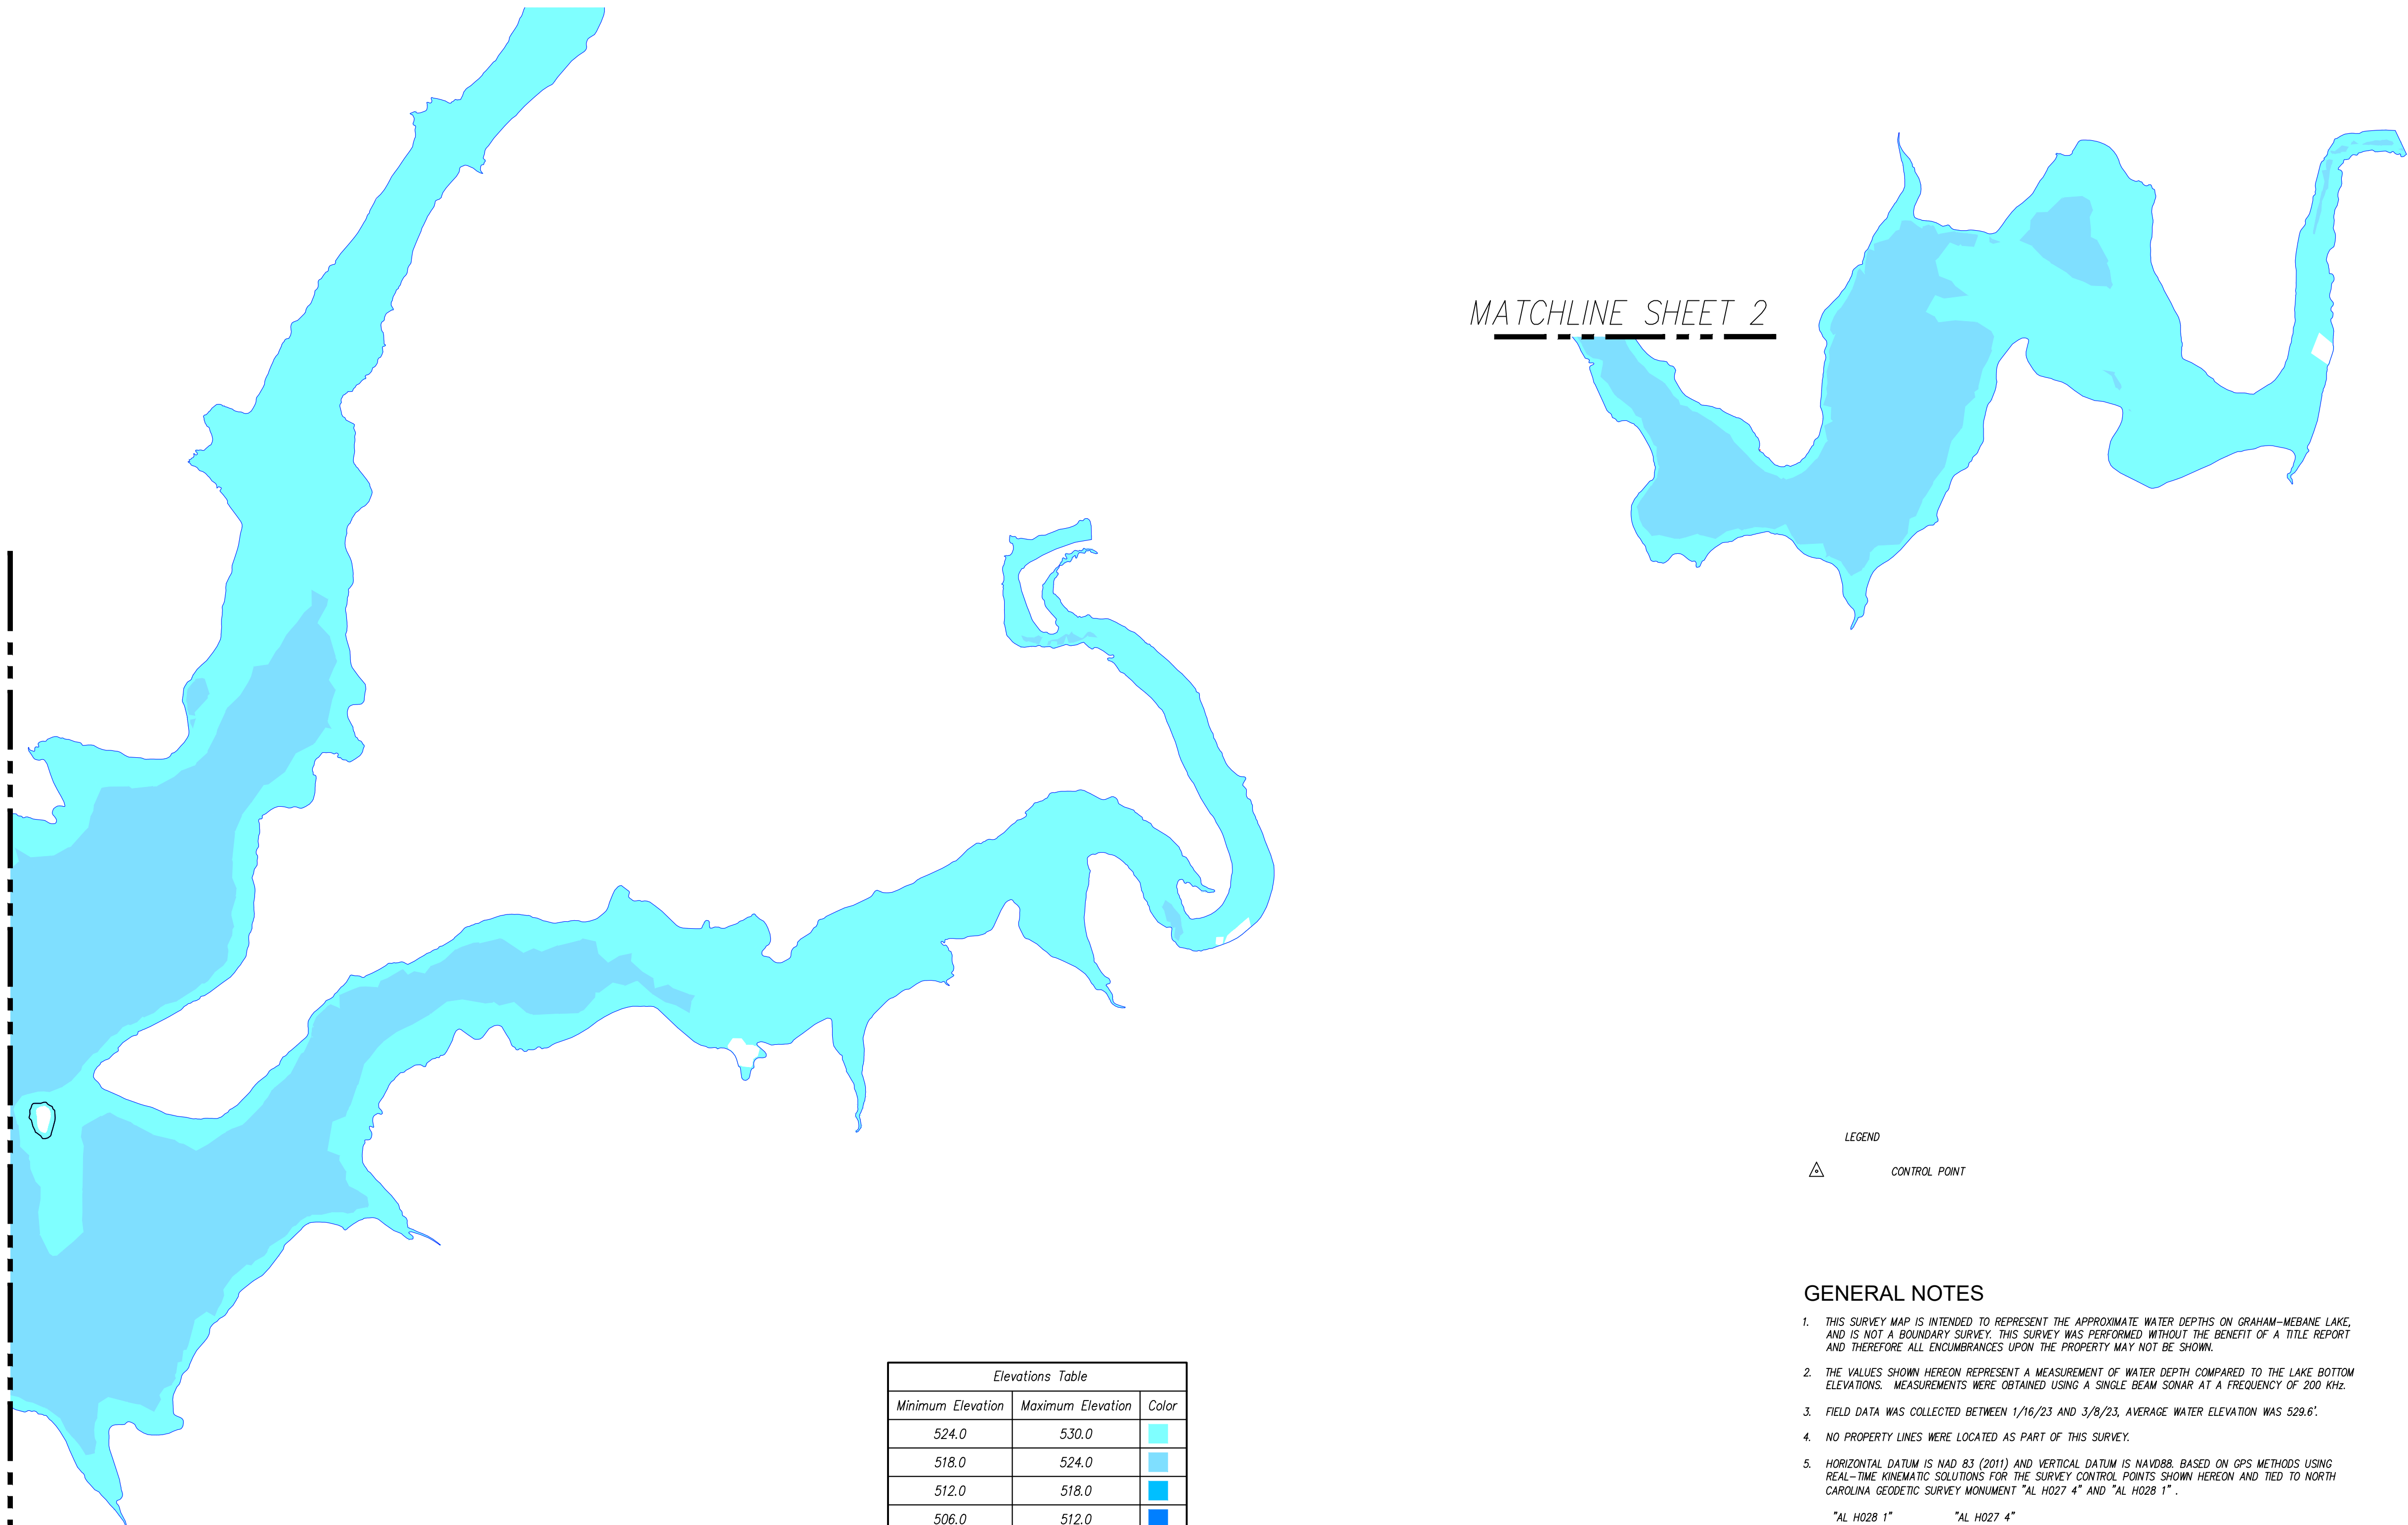 MATCHLINE SHEET 2
LEGEND
CONTROL POINT
GENERAL NOTES
1. THIS SURVEY MAP IS INTENDED TO REPRESENT THE APPROXIMATE WATER DEPTHS ON GRAHAM-MEBANE LAKE,
AND IS NOT A BOUNDARY SURVEY. THIS SURVEY WAS PERFORMED WITHOUT THE BENEFIT OF A TITLE REPORT
AND THEREFORE ALL ENCUMBRANCES UPON THE PROPERTY MAY NOT BE SHOWN.
2. THE VALUES SHOWN HEREON REPRESENT A MEASUREMENT OF WATER DEPTH COMPARED TO THE LAKE BOTTOM
ELEVATIONS. MEASUREMENTS WERE OBTAINED USING A SINGLE BEAM SONAR AT A FREQUENCY OF 200 KHz.
3. FIELD DATA WAS COLLECTED BETWEEN 1/16/23 AND 3/8/23, AVERAGE WATER ELEVATION WAS 529.6'.
4. NO PROPERTY LINES WERE LOCATED AS PART OF THIS SURVEY.
5. HORIZONTAL DATUM IS NAD 83 (2011) AND VERTICAL DATUM IS NAVD88. BASED ON GPS METHODS USING
REAL-TIME KINEMATIC SOLUTIONS FOR THE SURVEY CONTROL POINTS SHOWN HEREON AND TIED TO NORTH
CAROLINA GEODETIC SURVEY MONUMENT "AL H027 4" AND "AL H028 1" .
"AL H028 1" "AL H027 4"
Elevations Table
Minimum Elevation Maximum Elevation Color
524.0 530.0
518.0 524.0
512.0 518.0
506.0 512.0